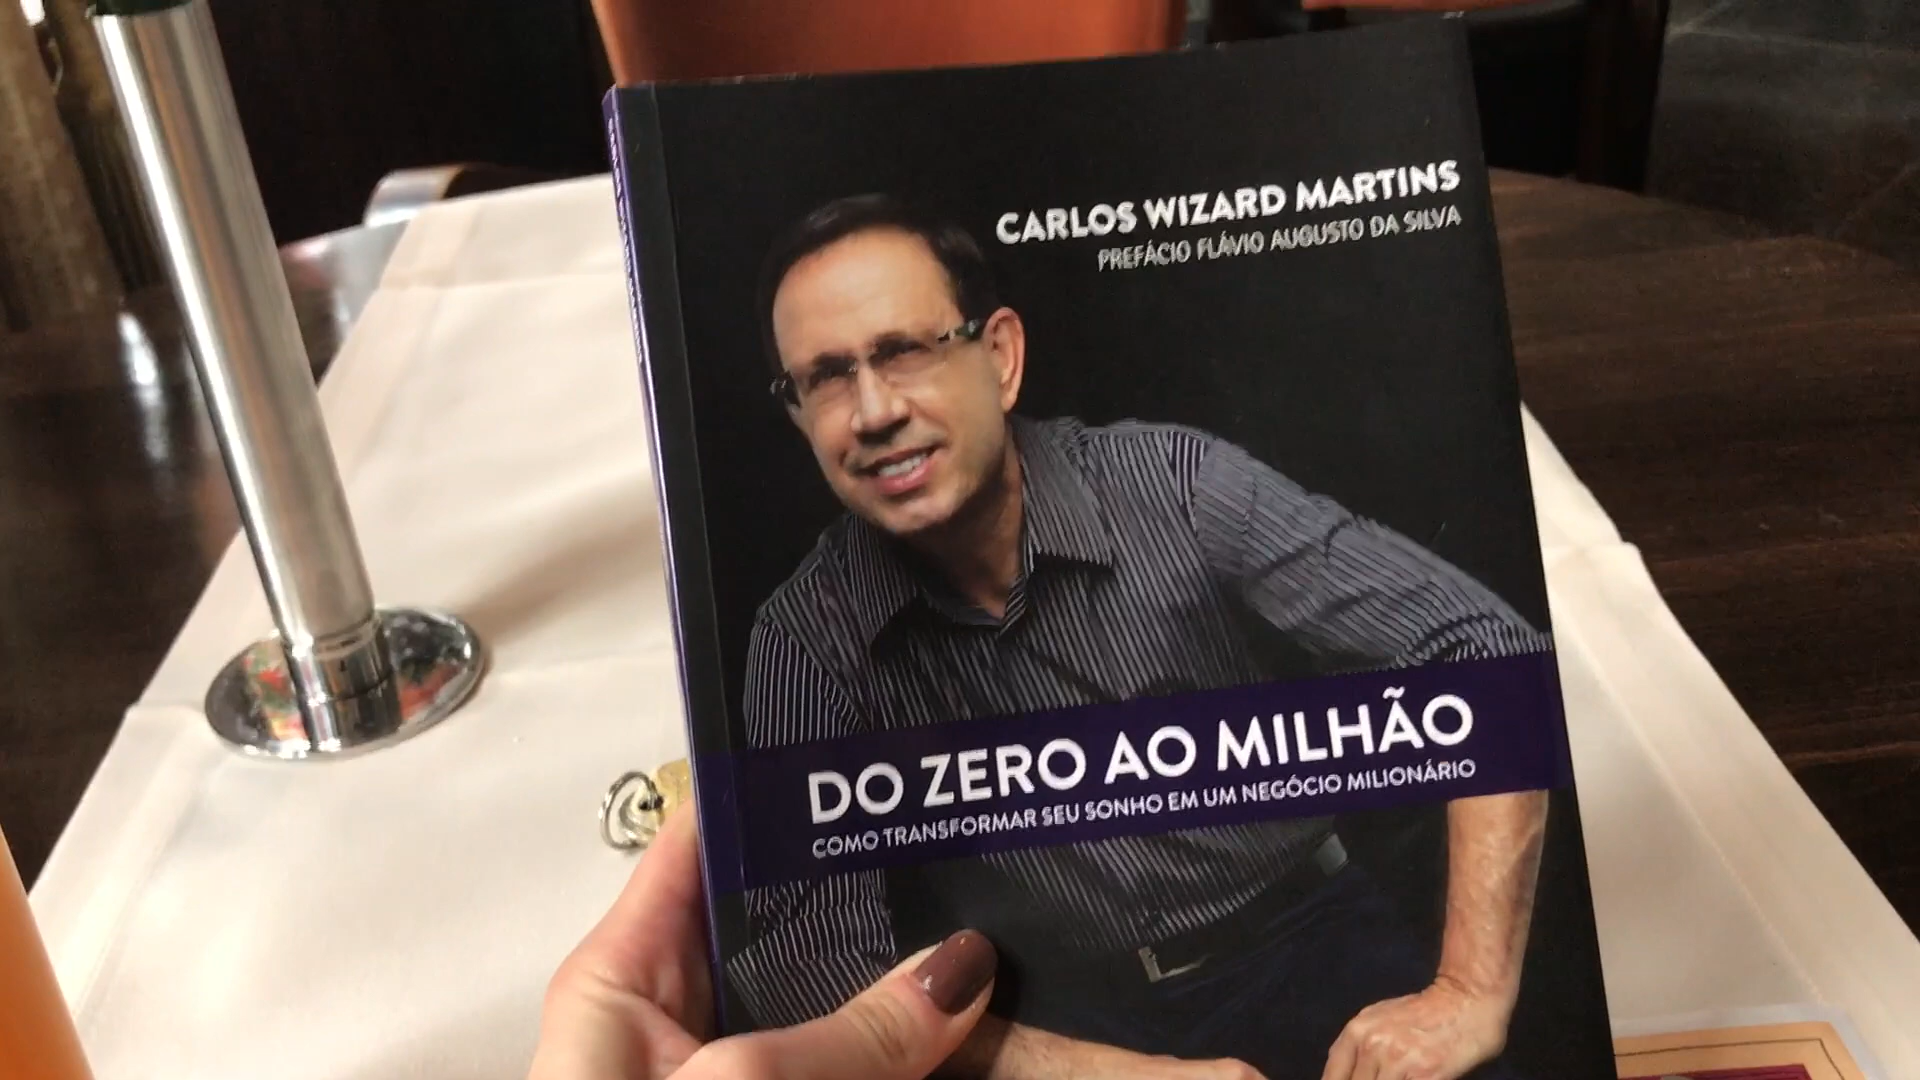 CARLOS WIZARD MARTINS
PREFÁCIO FLÁVIO AUGUSTO DA SILVA
DO ZERO AO MILHÃO
COMO TRANSFORMAR SEU SONHO EM UM NEGÓCIO MILIONÁRIO